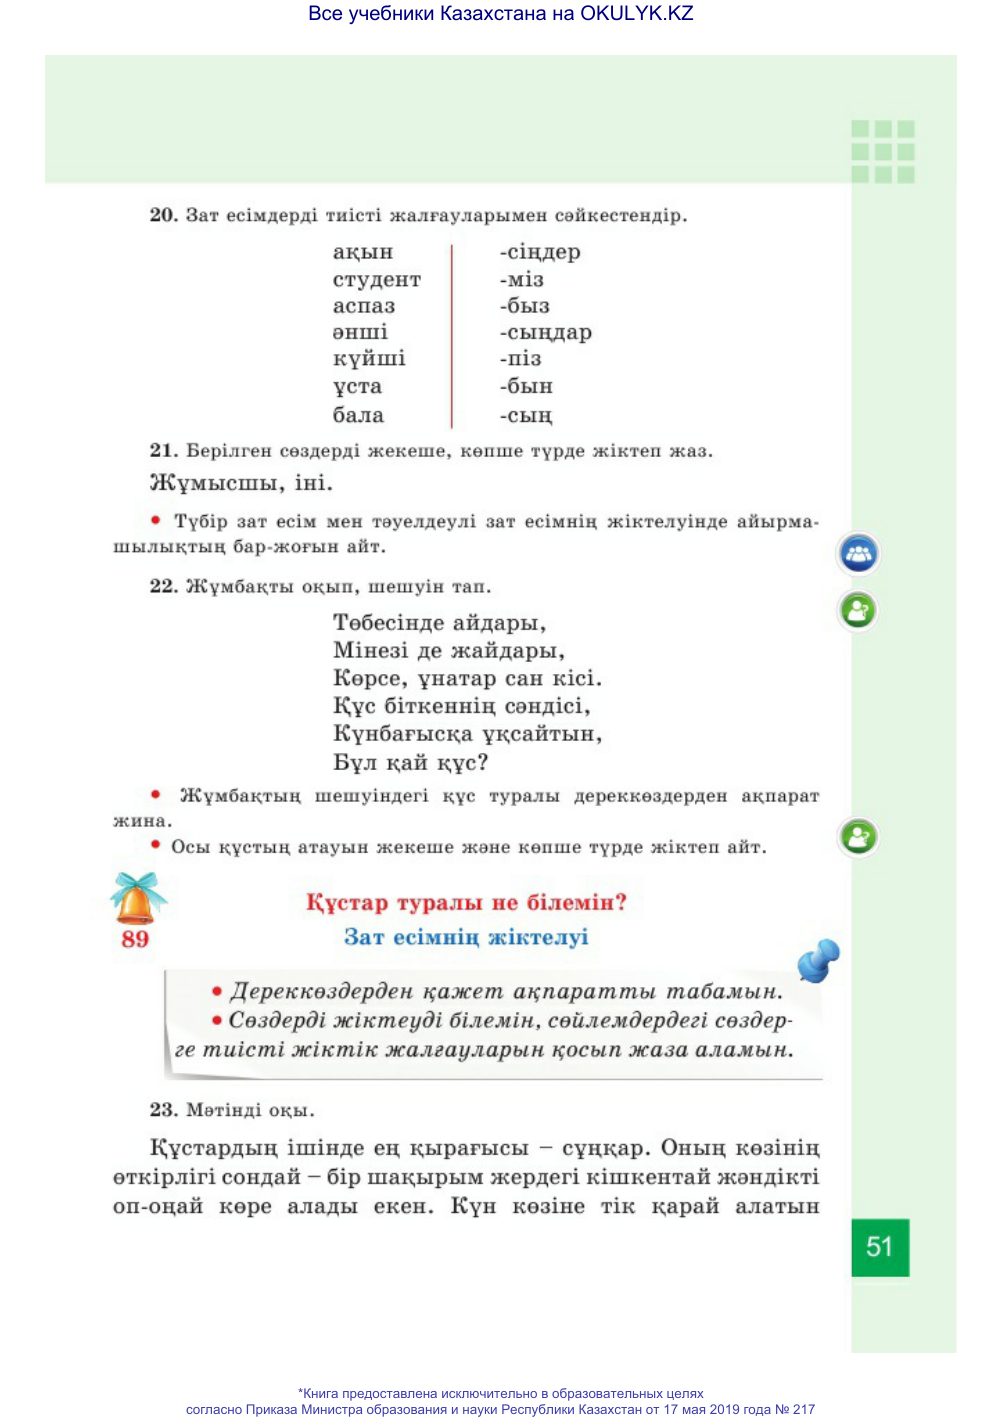 Все учебники Казахстана на OKULYK.KZ
20. Зат есімдерді тиісті жалғауларымен сәйкестендір.
ақын -сіңдер
студент -міз
аспаз -быз
әнші -сыңдар
күйші -піз
ұста -бын
бала -сың
21. Берілген сөздерді жекеше, көпше түрде жіктеп жаз.
Жұмысшы, іні.
• Түбір зат есім мен тәуелдеулі зат есімнің жіктелуінде айырма-
шылықтың бар-жоғын айт.
22. Жұмбақты оқып, шешуін тап.
Төбесінде айдары,
Мінезі де жайдары,
Көрсе, ұнатар сан кісі.
Құс біткеннің сәндісі,
Күнбағысқа ұқсайтын,
Бұл қай құс?
• Жұмбақтың шешуіндегі құс туралы дереккөздерден ақпарат
жина.
• Осы құстың атауын жекеше және көпше түрде жіктеп айт.
Құстар туралы не білемін?
89
Зат есімнің жіктелуі
• Дереккөздерден қажет ақпаратты табамын.
• Сөздерді жіктеуді білемін, сөйлемдердегі сөздер-
ге тиісті жіктік жалғауларын қосып жаза аламын.
23. Мәтінді оқы.
Құстардың ішінде ең қырағысы – сұңқар. Оның көзінің
өткірлігі сондай – бір шақырым жердегі кішкентай жәндікті
оп-оңай көре алады екен. Күн көзіне тік қарай алатын
51
*Книга предоставлена исключительно в образовательных целях
согласно Приказа Министра образования и науки Республики Казахстан от 17 мая 2019 года № 217